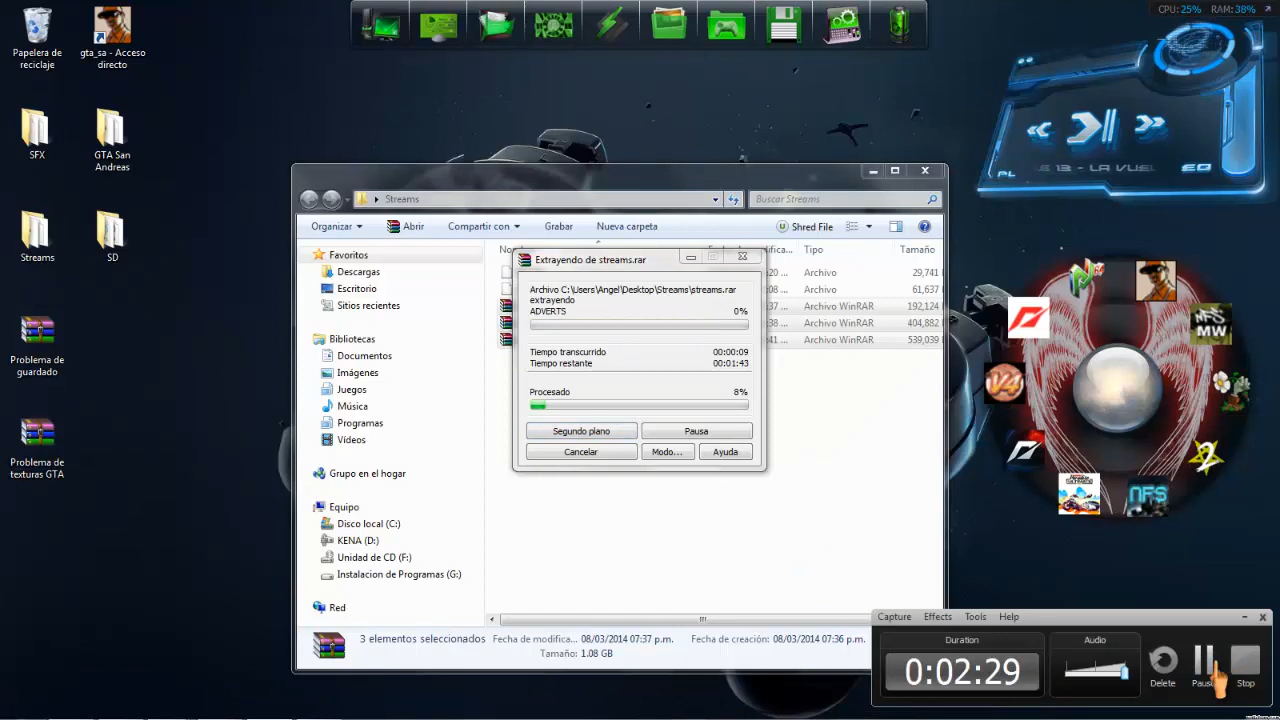 CPU: 25% RAM: 38%
Papelera de
reciclaje
gta_sa - Acceso
directo
SFX
GTA San
Andreas
Streams
SD
Problema de
guardado
Problema de
texturas GTA
PL
EQ
Streams
Buscar Streams
Organizar
Abrir
Compartir con
Grabar
Nueva carpeta
Shred File
Favoritos
Descargas
Escritorio
Sitios recientes
Bibliotecas
Documentos
Imágenes
Juegos
Música
Programas
Vídeos
Grupo en el hogar
Equipo
Disco local (C:)
KENA (D:)
Unidad de CD (F:)
Instalacion de Programas (G:)
Red
Tipo
Tamaño
Archivo 29,741
Archivo 61,637
Archivo WinRAR 192,124
Archivo WinRAR 404,882
Archivo WinRAR 539,039
Extrayendo de streams.rar
Archivo C:\Users\Angel\Desktop\Streams\streams.rar
extrayendo
ADVERTS 0%
Tiempo transcurrido 00:00:09
Tiempo restante 00:01:43
Procesado 8%
Segundo plano
Pausa
Cancelar
Modo...
Ayuda
3 elementos seleccionados
Fecha de modifica... 08/03/2014 07:37 p.m.
Fecha de creación: 08/03/2014 07:36 p.m.
Tamaño: 1.08 GB
NFS
MW
V4
2
NFS
Capture Effects Tools Help
Duration
0:02:29
Audio
Delete
Stop